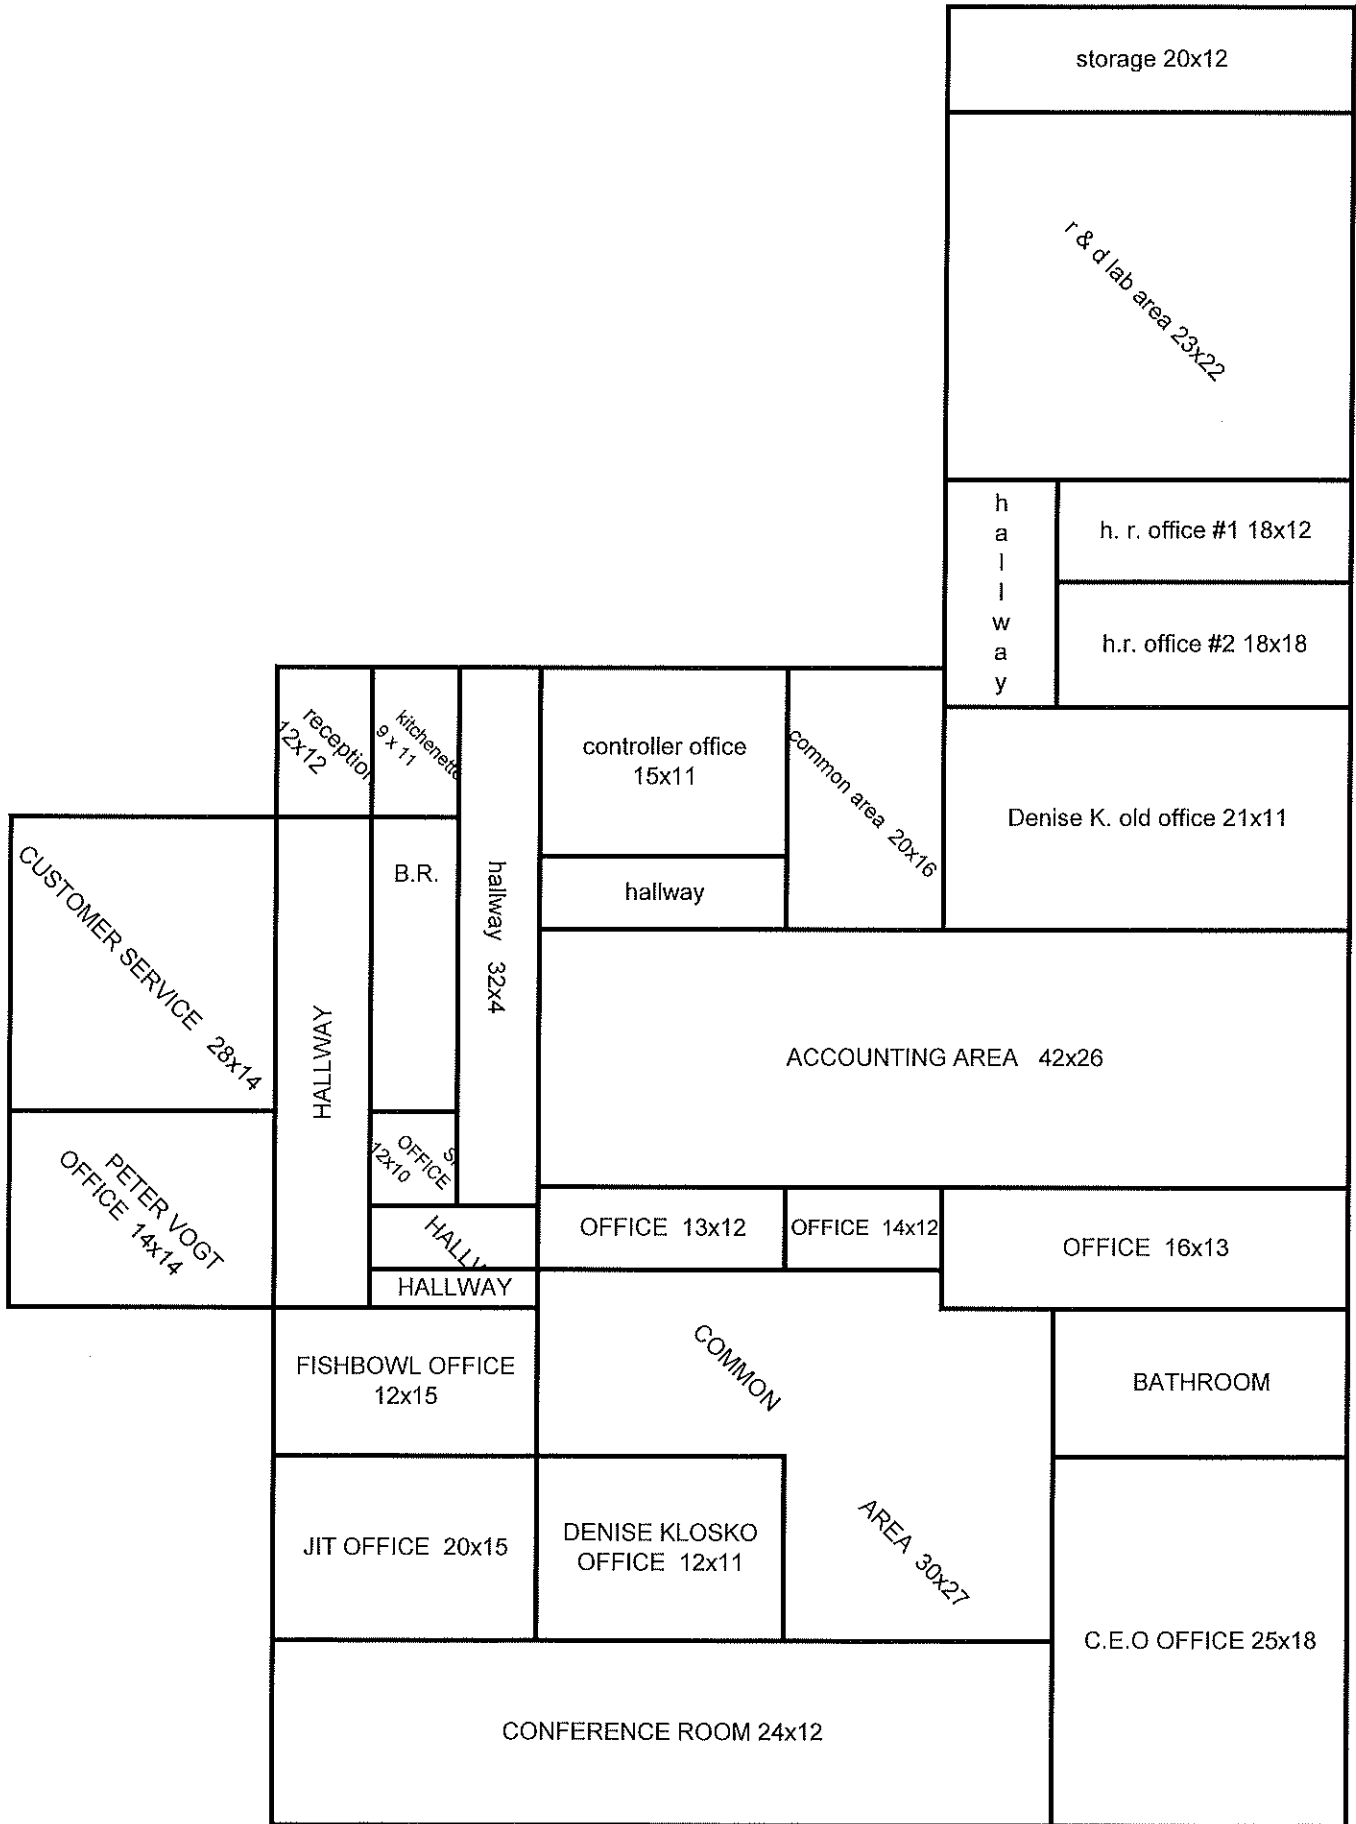 storage 20x12
r & d lab area 23x22
h
a
l
l
w
a
y
h. r. office #1 18x12
h.r. office #2 18x18
reception
12x12
kitchenette
9 x 11
controller office
15x11
common area 20x16
Denise K. old office 21x11
hallway
B.R.
hallway 32x4
CUSTOMER SERVICE 28x14
HALLWAY
ACCOUNTING AREA 42x26
PETER VOGT
OFFICE 14x14
OFFICE
12x10
HALLW
HALLWAY
OFFICE 13x12
OFFICE 14x12
OFFICE 16x13
FISHBOWL OFFICE
12x15
COMMON
AREA 30x27
BATHROOM
JIT OFFICE 20x15
DENISE KLOSKO
OFFICE 12x11
C.E.O OFFICE 25x18
CONFERENCE ROOM 24x12